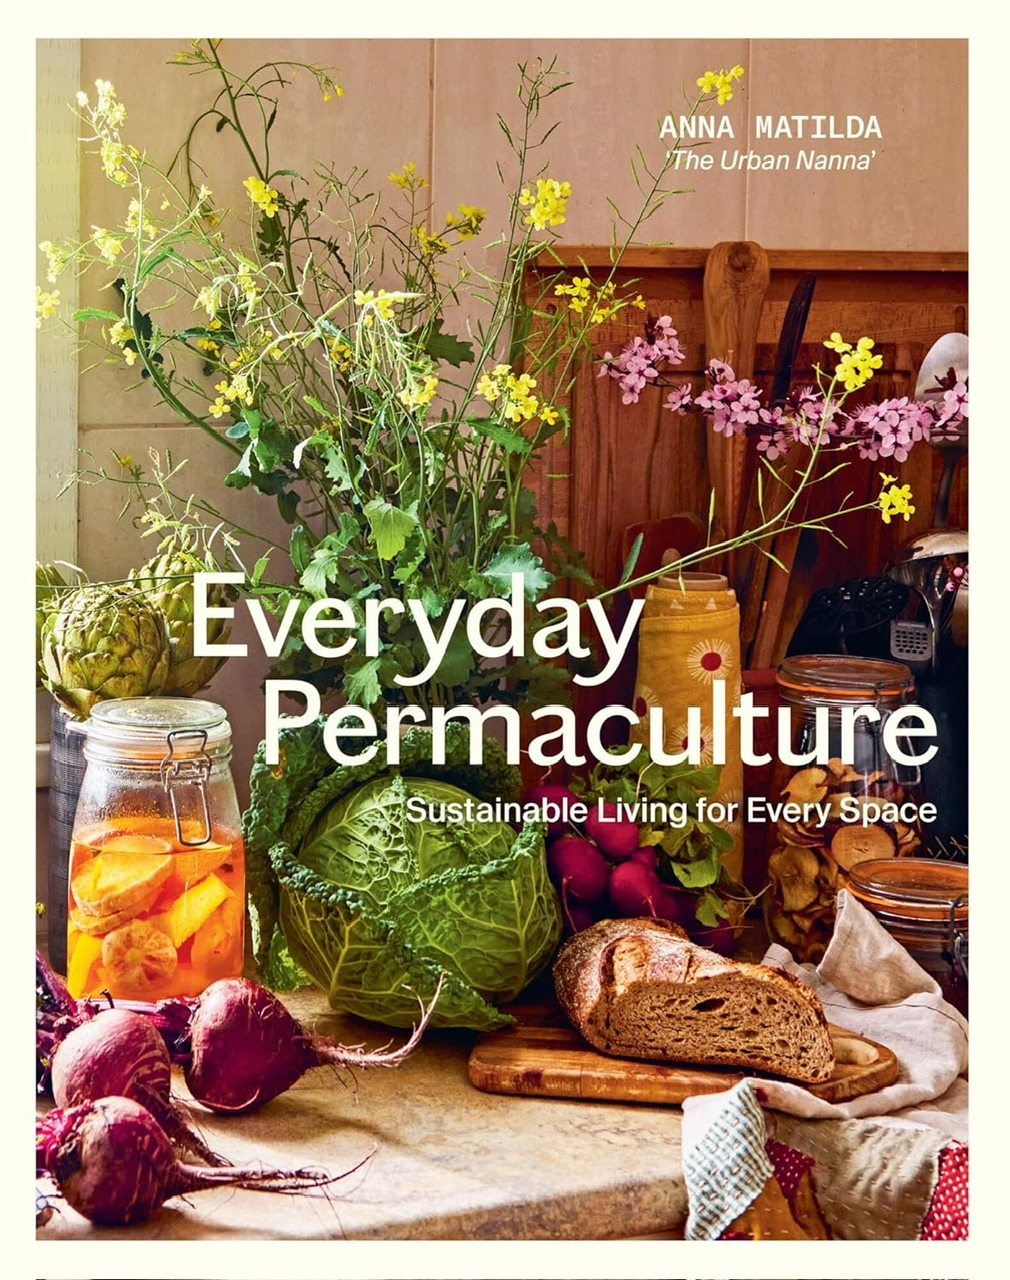 ANNA MATILDA
‘The Urban Nanna’
Everyday
Permaculture
Sustainable Living for Every Space